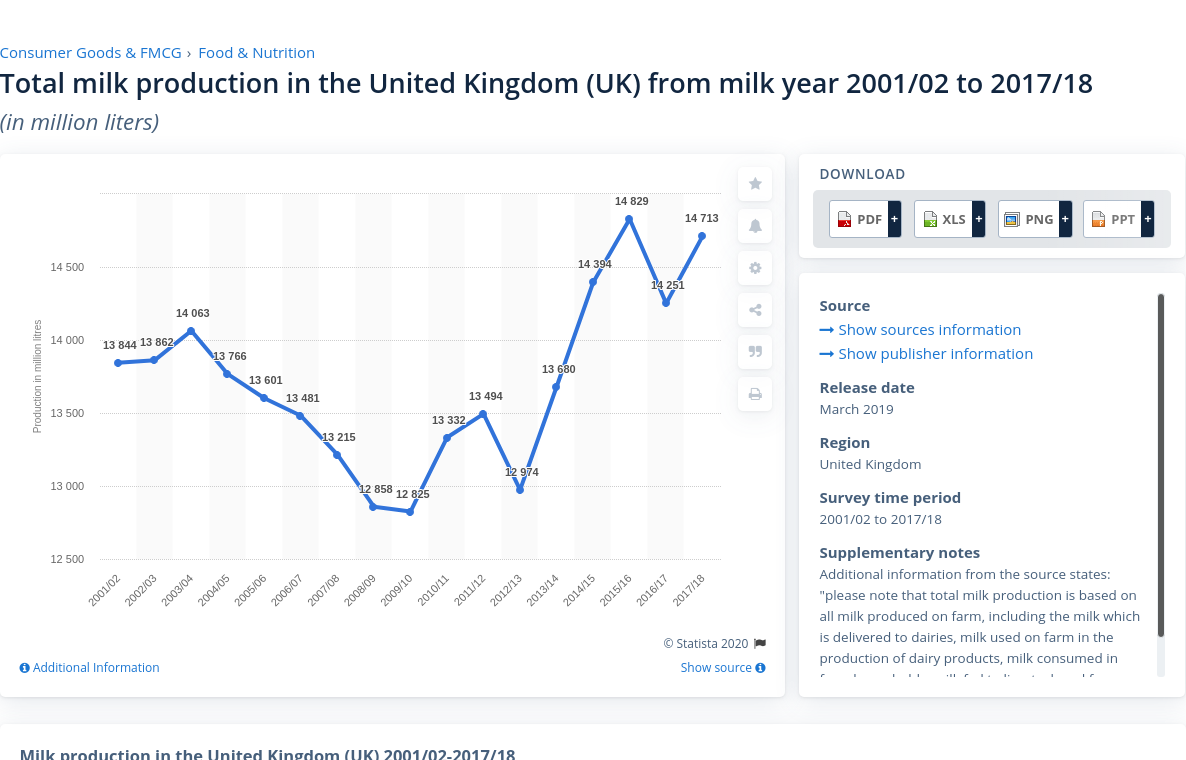 Consumer Goods & FMCG › Food & Nutrition
Total milk production in the United Kingdom (UK) from milk year 2001/02 to 2017/18
(in million liters)
Production in million litres
14 500
14 000
13 500
13 000
12 500
13 844
13 862
14 063
13 766
13 601
13 481
13 215
12 858
12 825
13 332
13 494
12 974
13 680
14 394
14 829
14 251
14 713
2001/02
2002/03
2003/04
2004/05
2005/06
2006/07
2007/08
2008/09
2009/10
2010/11
2011/12
2012/13
2013/14
2014/15
2015/16
2016/17
2017/18
© Statista 2020
Additional Information
Show source
DOWNLOAD
PDF +
XLS +
PNG +
PPT +
Source
Show sources information
Show publisher information
Release date
March 2019
Region
United Kingdom
Survey time period
2001/02 to 2017/18
Supplementary notes
Additional information from the source states:
"please note that total milk production is based on
all milk produced on farm, including the milk which
is delivered to dairies, milk used on farm in the
production of dairy products, milk consumed in
Milk production in the United Kingdom (UK) 2001/02-2017/18